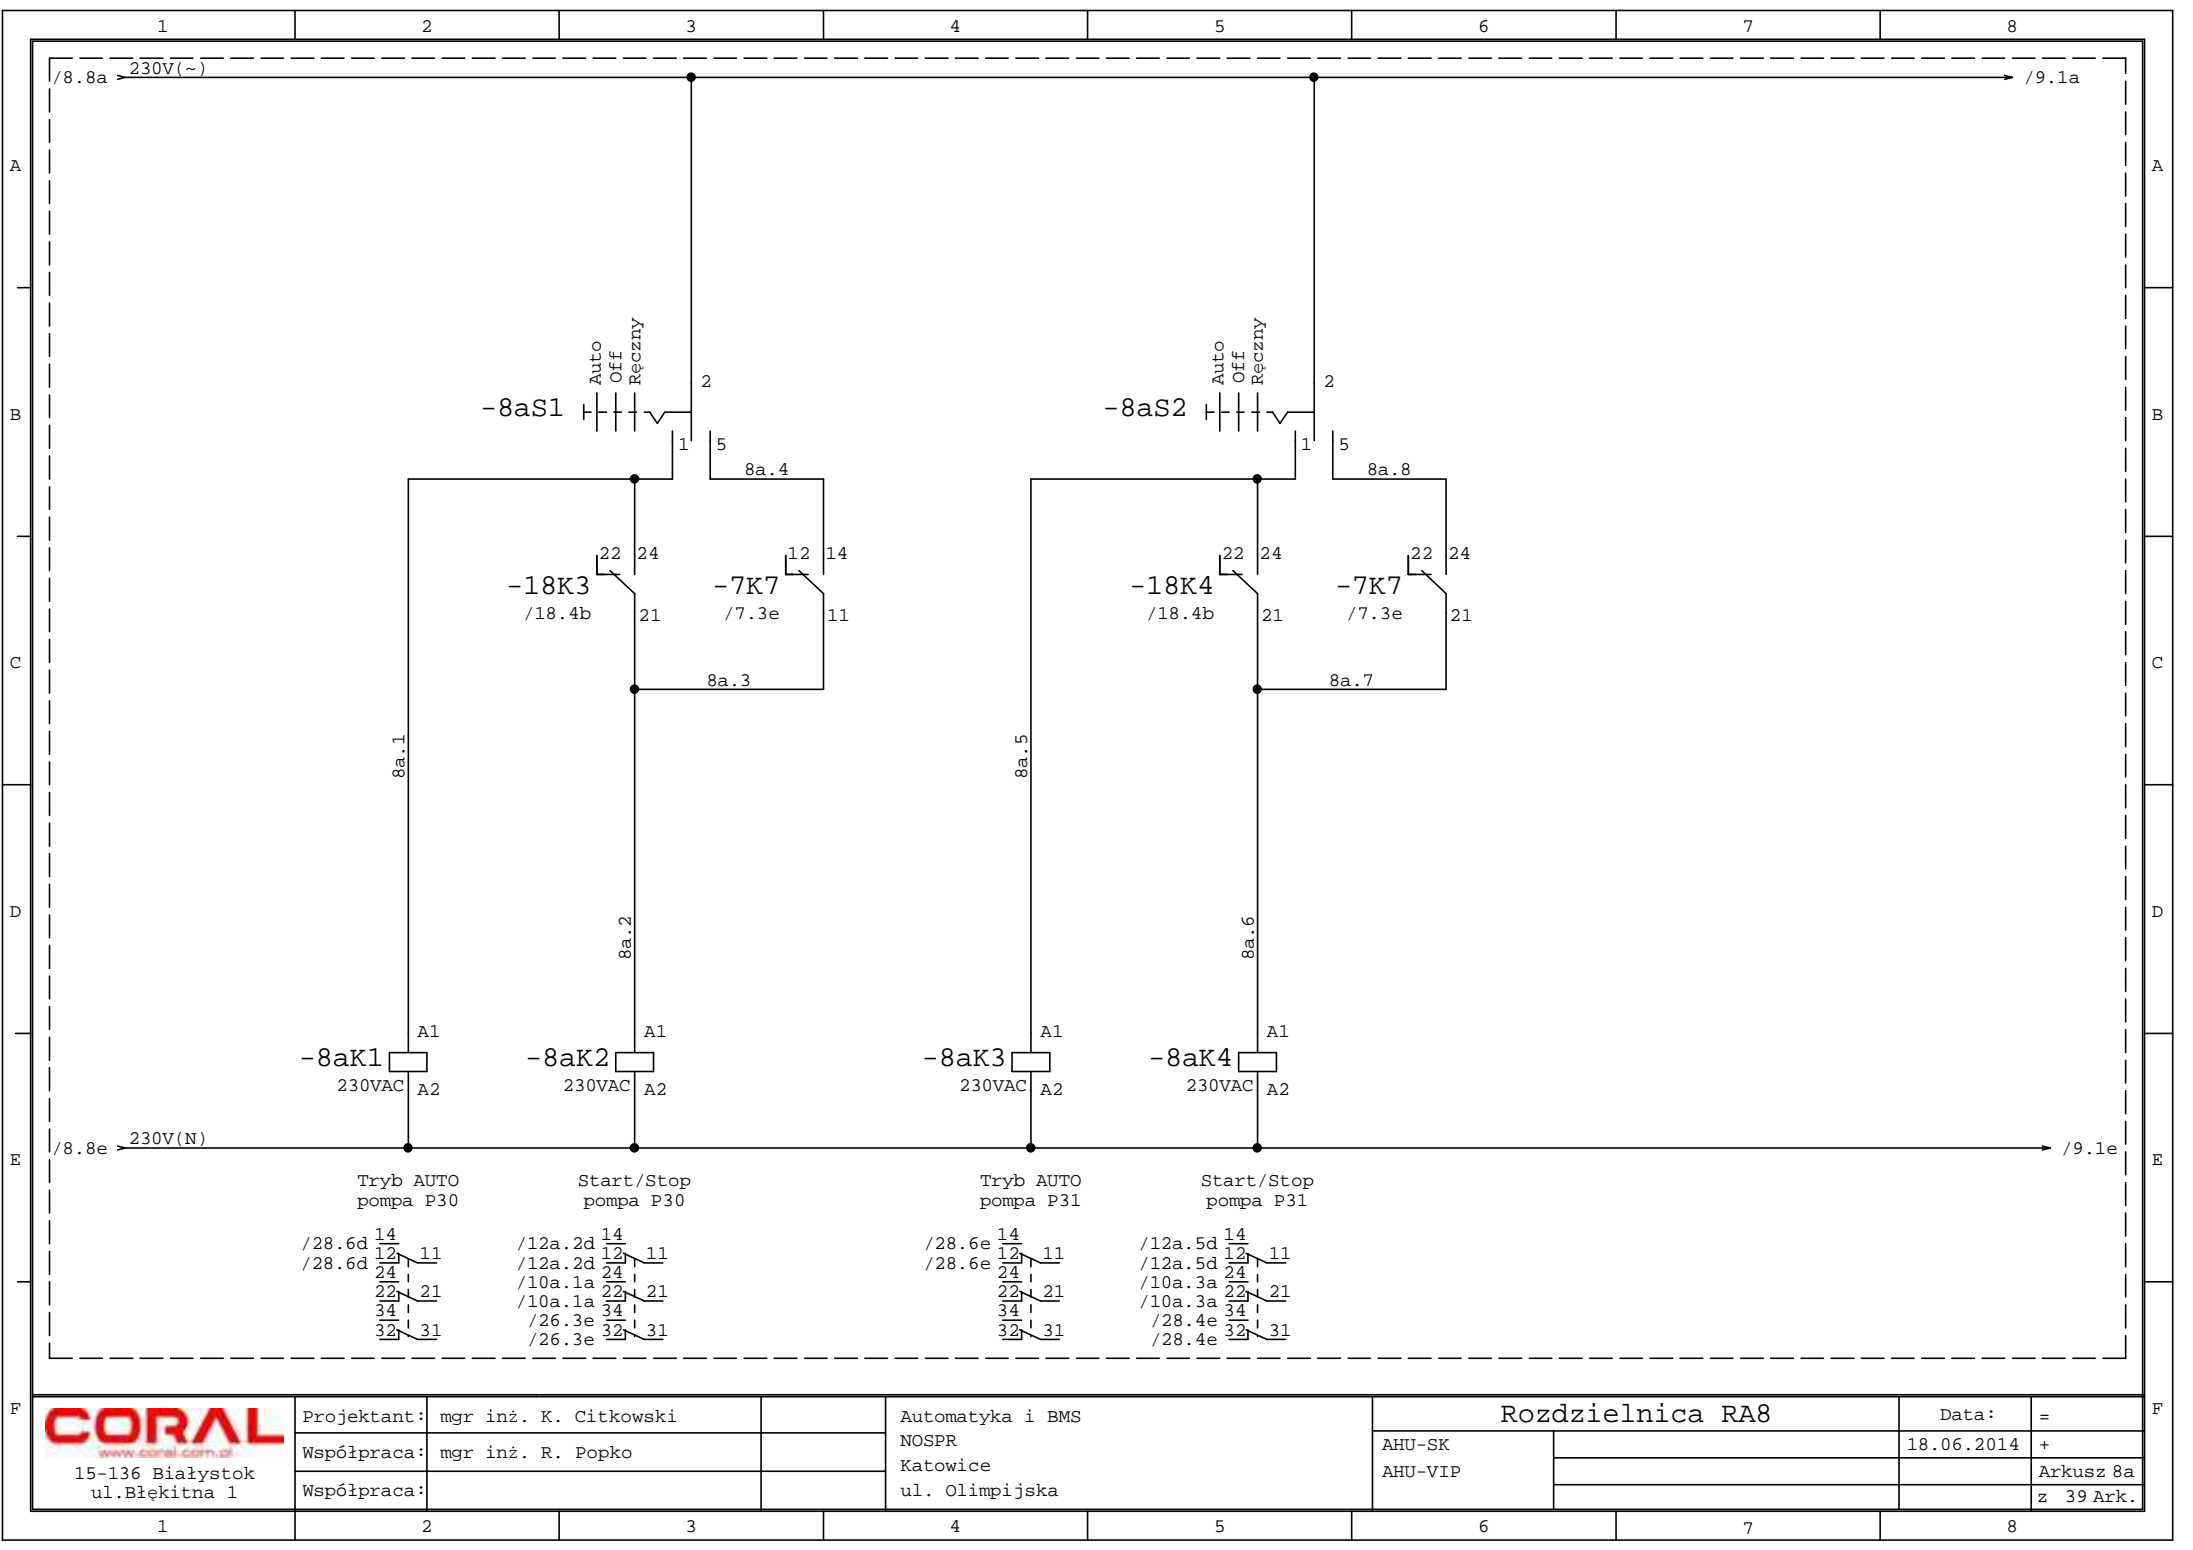 1 2 3 4 5 6 7 8
/8.8a 230V(~) /9.1a
A A
Auto Off Ręczny
Auto Off Ręczny
2 2
-8aS1 -8aS2
B B
1 5 1 5
8a.4 8a.8
22 24 12 14 22 24 22 24
-18K3 -7K7 -18K4 -7K7
/18.4b 21 /7.3e 11 /18.4b 21 /7.3e 21
C C
8a.3 8a.7
8a.1 8a.5
D D
8a.2 8a.6
A1 A1 A1 A1
-8aK1 -8aK2 -8aK3 -8aK4
230VAC A2 230VAC A2 230VAC A2 230VAC A2
230V(N)
/8.8e /9.1e
E E
Tryb AUTO Start/Stop Tryb AUTO Start/Stop
pompa P30 pompa P30 pompa P31 pompa P31
/28.6d 14 /12a.2d 14 /28.6e 14 /12a.5d 14
/28.6d 12 11 /12a.2d 12 11 /28.6e 12 11 /12a.5d 12 11
24 /10a.1a 24 24 /10a.3a 24
22 21 /10a.1a 22 21 22 21 /10a.3a 22 21
34 /26.3e 34 34 /28.4e 34
32 31 /26.3e 32 31 32 31 /28.4e 32 31
F F
CORAL
www.coral.com.pl
15-136 Białystok
ul.Błękitna 1
Projektant: mgr inż. K. Citkowski
Współpraca: mgr inż. R. Popko
Współpraca:
Automatyka i BMS
NOSPR
Katowice
ul. Olimpijska
Rozdzielnica RA8
AHU-SK
AHU-VIP
Data: =
18.06.2014 +
Arkusz 8a
z 39 Ark.
1 2 3 4 5 6 7 8